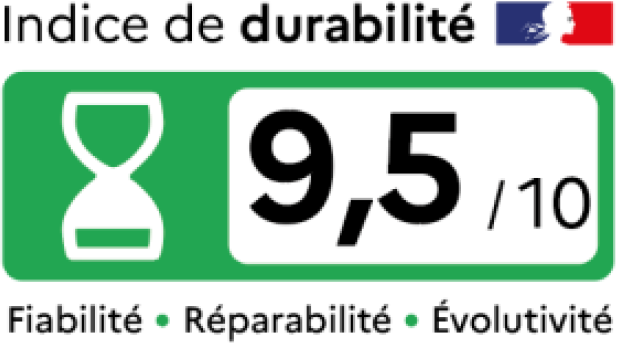 Indice de durabilité
9,5 /10
Fiabilité • Réparabilité • Évolutivité